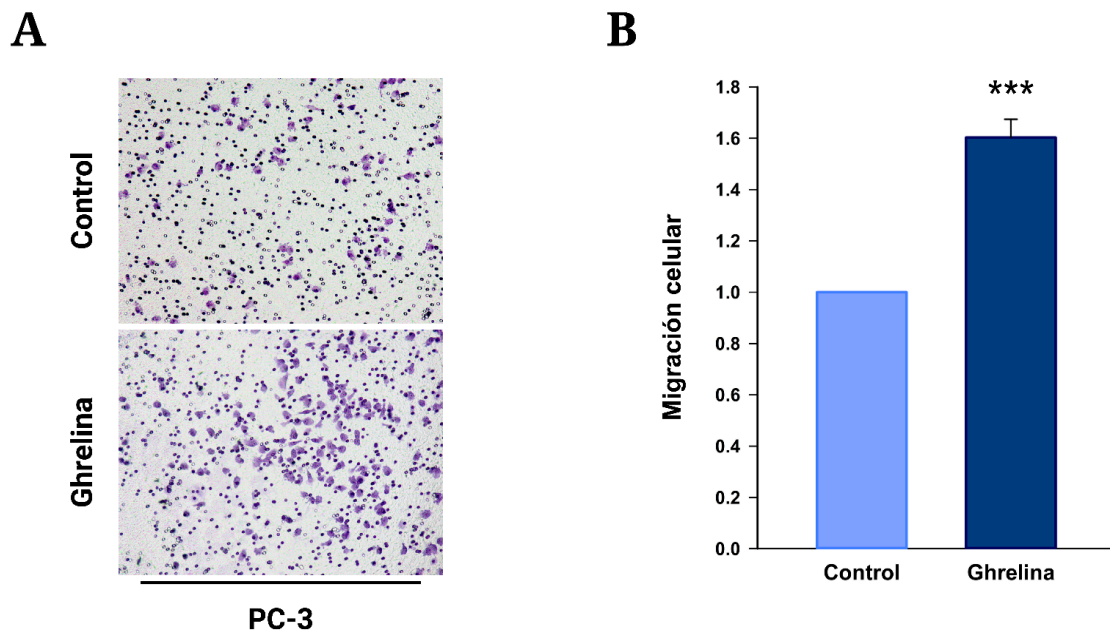 A
Control
Ghrelina
PC-3
B
Migración celular
1.8
1.6
1.4
1.2
1.0
0.8
0.6
0.4
0.2
0.0
***
Control
Ghrelina